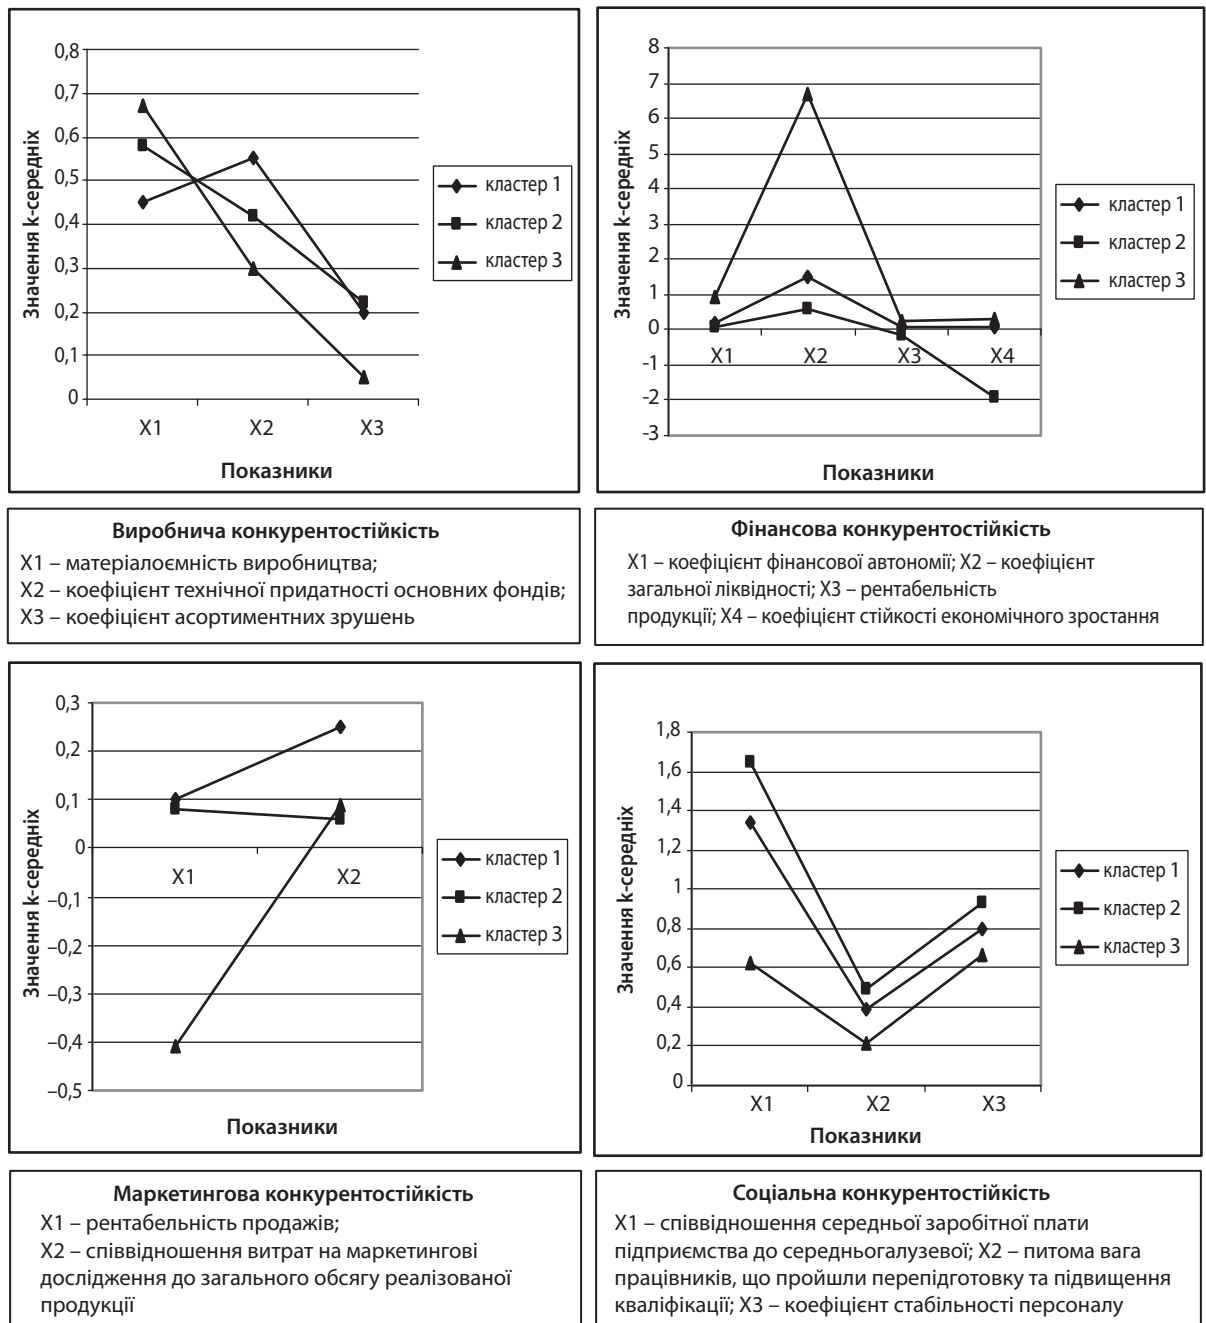 0,8
0,7
0,6
0,5
0,4
0,3
0,2
0,1
0
Значення k-середніх
X1 X2 X3
Показники
кластер 1
кластер 2
кластер 3
8
7
6
5
4
3
2
1
0
-1
-2
-3
Значення k-середніх
X1 X2 X3 X4
Показники
кластер 1
кластер 2
кластер 3
Виробнича конкурентостійкість
X1 – матеріалоємність виробництва;
X2 – коефіцієнт технічної придатності основних фондів;
X3 – коефіцієнт асортиментних зрушень
Фінансова конкурентостійкість
X1 – коефіцієнт фінансової автономії; X2 – коефіцієнт
загальної ліквідності; X3 – рентабельність
продукції; X4 – коефіцієнт стійкості економічного зростання
0,3
0,2
0,1
0
–0,1
–0,2
–0,3
–0,4
–0,5
Значення k-середніх
X1 X2
Показники
кластер 1
кластер 2
кластер 3
1,8
1,6
1,4
1,2
1
0,8
0,6
0,4
0,2
0
Значення k-середніх
X1 X2 X3
Показники
кластер 1
кластер 2
кластер 3
Маркетингова конкурентостійкість
X1 – рентабельність продажів;
X2 – співвідношення витрат на маркетингові
дослідження до загального обсягу реалізованої
продукції
Соціальна конкурентостійкість
X1 – співвідношення середньої заробітної плати
підприємства до середньогалузевої; X2 – питома вага
працівників, що пройшли перепідготовку та підвищення
кваліфікації; X3 – коефіцієнт стабільності персоналу